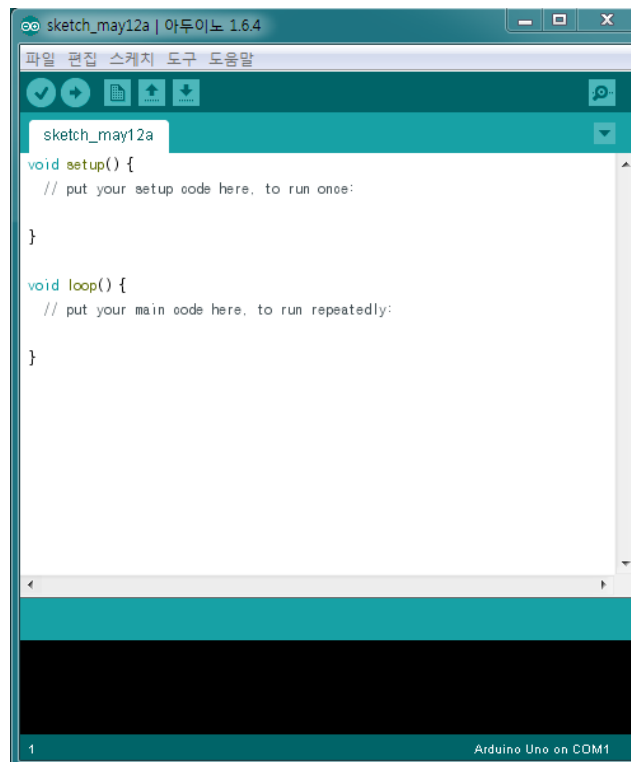 sketch_may12a | 아두이노 1.6.4
파일 편집 스케치 도구 도움말
sketch_may12a
void setup() {
// put your setup code here, to run once:
}
void loop() {
// put your main code here, to run repeatedly:
}
1 Arduino Uno on COM1